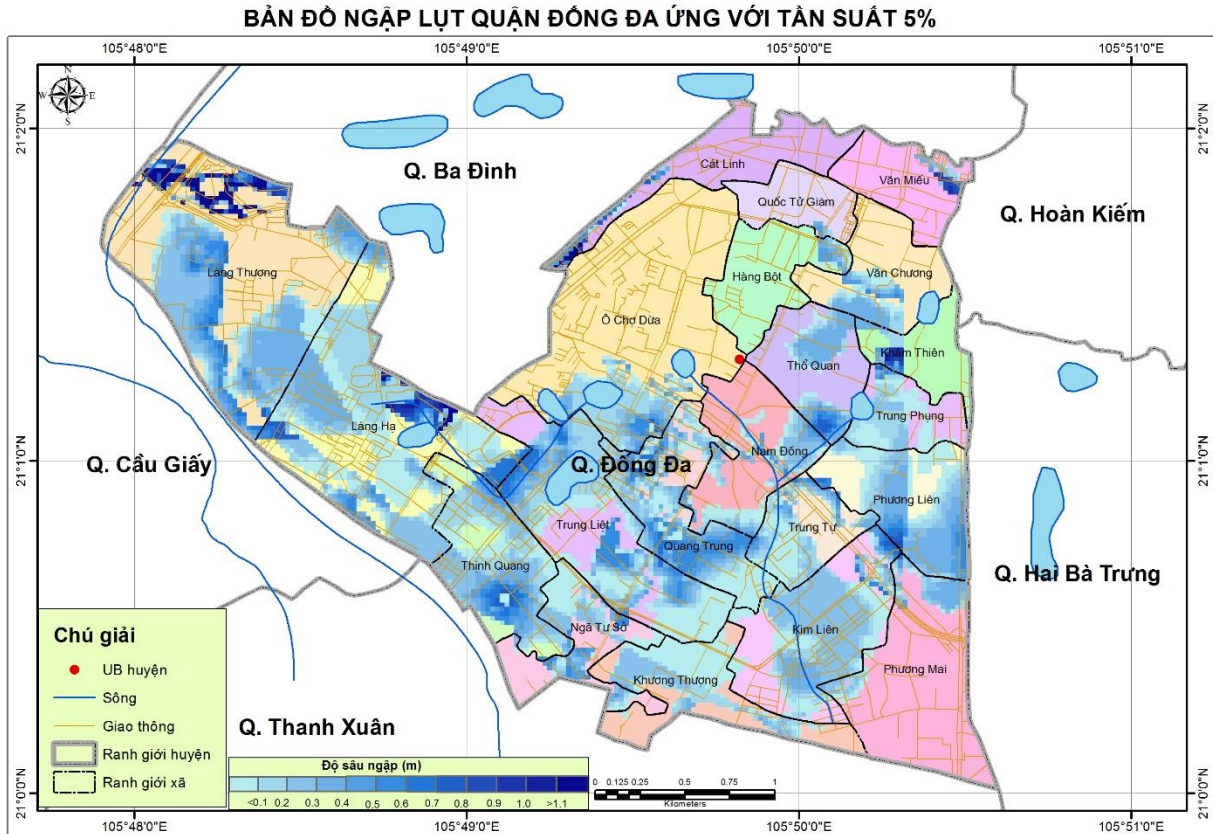 BẢN ĐỒ NGẬP LỤT QUẬN ĐỐNG ĐA ỨNG VỚI TẦN SUẤT 5%
105°48'0"E 105°49'0"E 105°50'0"E 105°51'0"E
N
W E
S
21°2'0"N 21°2'0"N
Cát Linh
Văn Miếu
Q. Ba Đình
Quốc Tử Giám
Q. Hoàn Kiếm
Láng Thượng
Hàng Bột
Văn Chương
Ô Chợ Dừa
Khâm Thiên
Thổ Quan
Trung Phụng
Láng Hạ
Nam Đồng
21°1'0"N 21°1'0"N
Q. Cầu Giấy
Q. Đống Đa
Phương Liên
Trung Liệt
Trung Tự
Quang Trung
Thịnh Quang
Q. Hai Bà Trưng
Ngã Tư Sở
Kim Liên
Khương Thượng
Phương Mai
Q. Thanh Xuân
Chú giải
UB huyện
Sông
Giao thông
Ranh giới huyện
Ranh giới xã
Độ sâu ngập (m)
<0.1 0.2 0.3 0.4 0.5 0.6 0.7 0.8 0.9 1.0 >1.1
0 0.125 0.25 0.5 0.75 1
Kilometers
21°0'0"N 21°0'0"N
105°48'0"E 105°49'0"E 105°50'0"E 105°51'0"E